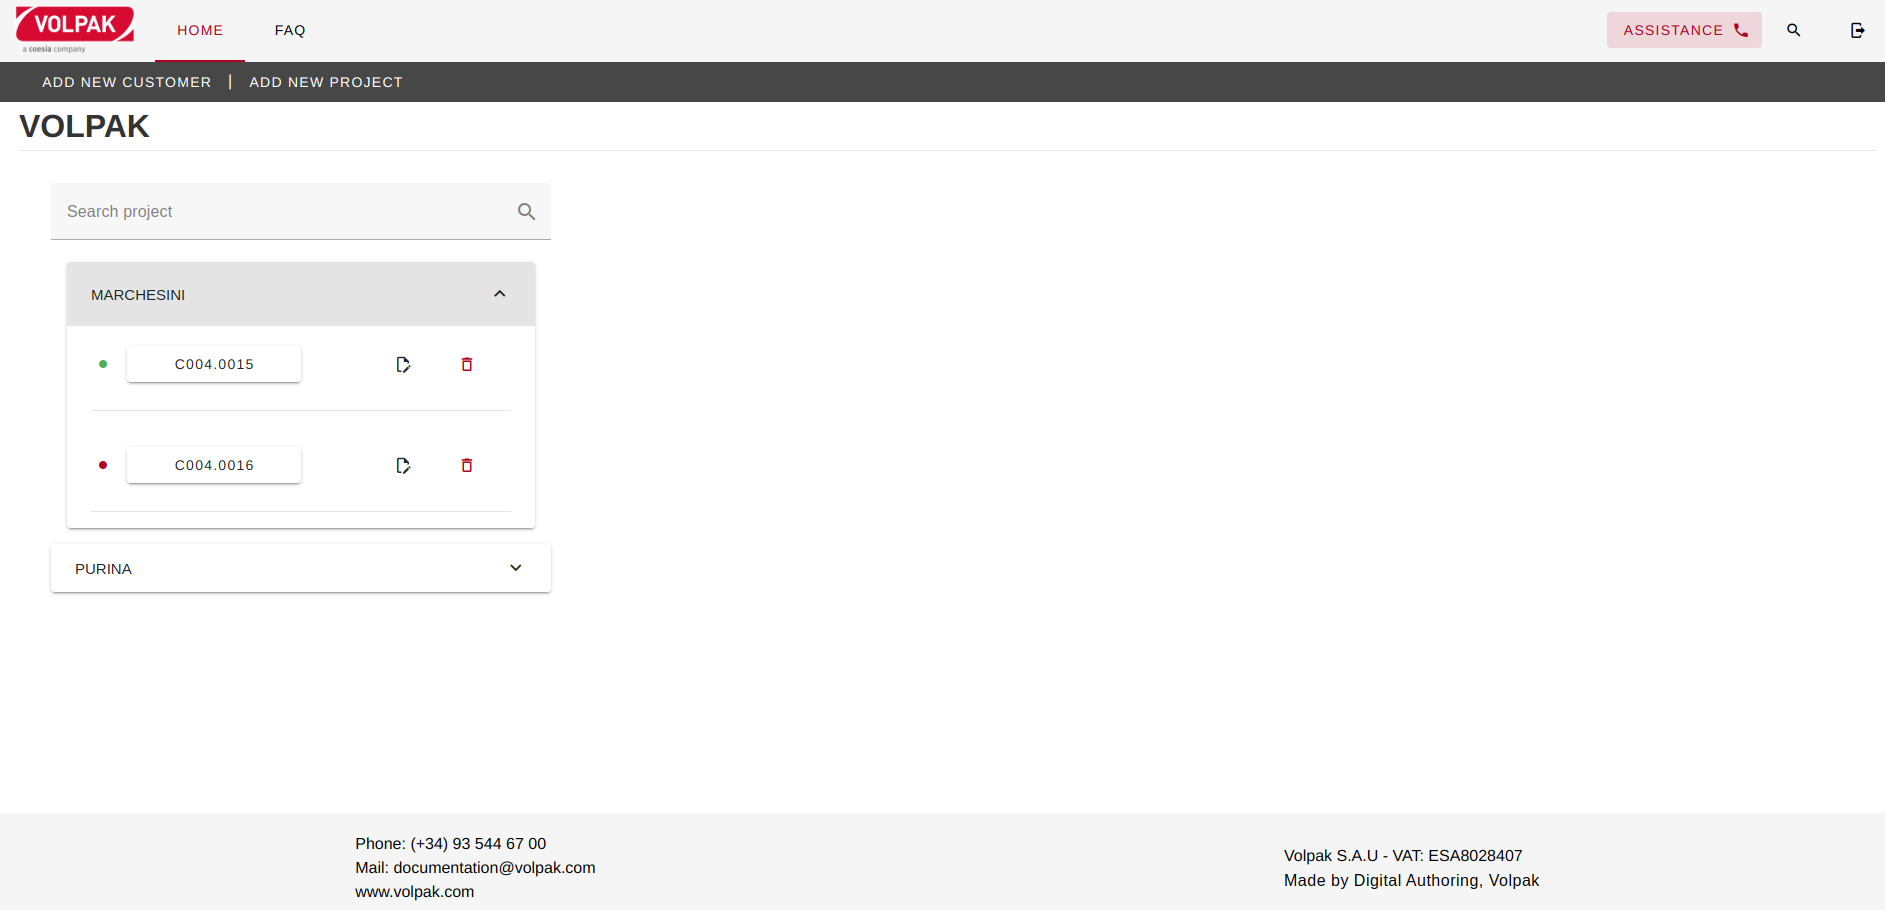 VOLPAK
a coesia company
HOME
FAQ
ASSISTANCE
ADD NEW CUSTOMER | ADD NEW PROJECT
VOLPAK
Search project
MARCHESINI
C004.0015
C004.0016
PURINA
Phone: (+34) 93 544 67 00
Mail: documentation@volpak.com
www.volpak.com
Volpak S.A.U - VAT: ESA8028407
Made by Digital Authoring, Volpak